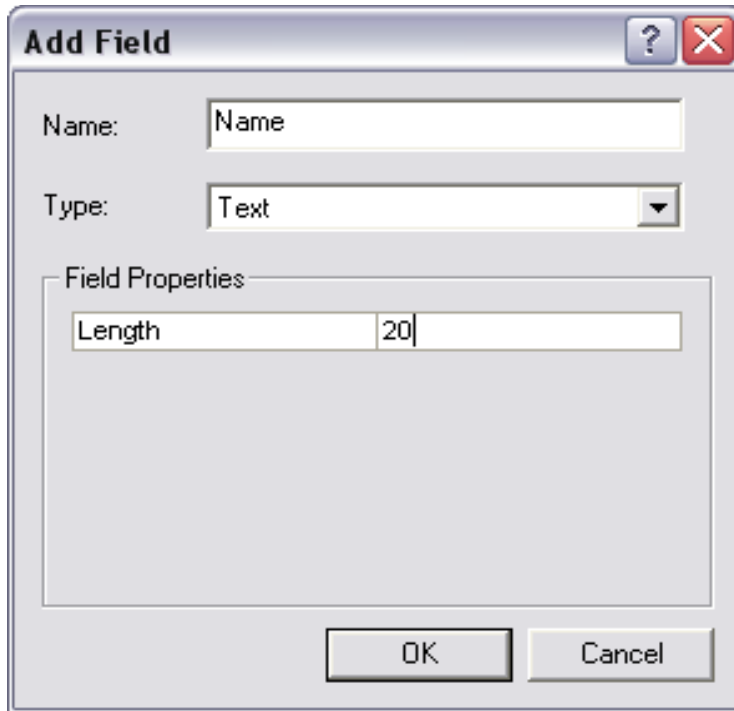 Add Field
Name: Name
Type: Text
Field Properties
Length 20
OK Cancel